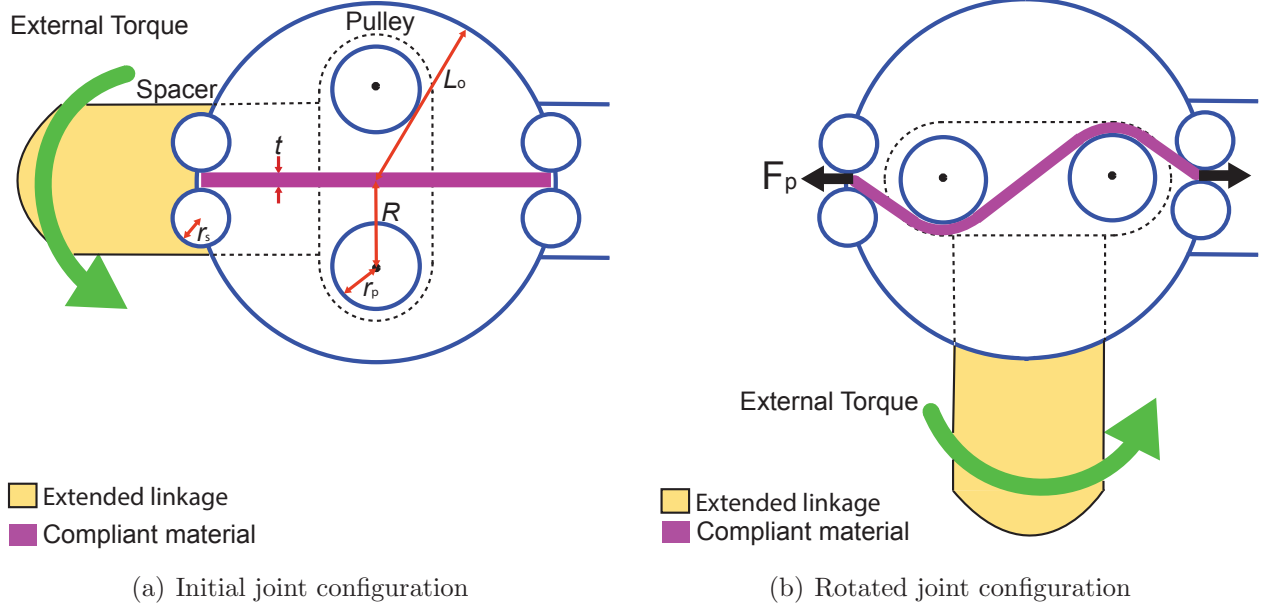 External Torque
Pulley
Spacer
Lo
t
R
rs
rp
Extended linkage
Compliant material
(a) Initial joint configuration
Fp
External Torque
Extended linkage
Compliant material
(b) Rotated joint configuration